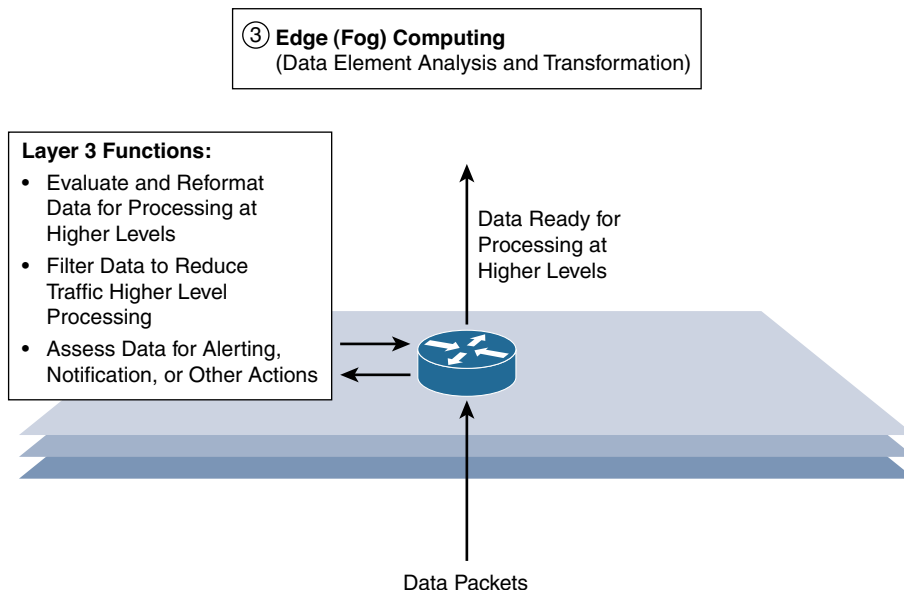 ③ Edge (Fog) Computing
(Data Element Analysis and Transformation)
Layer 3 Functions:
• Evaluate and Reformat
Data for Processing at
Higher Levels
• Filter Data to Reduce
Traffic Higher Level
Processing
• Assess Data for Alerting,
Notification, or Other Actions
Data Ready for
Processing at
Higher Levels
Data Packets